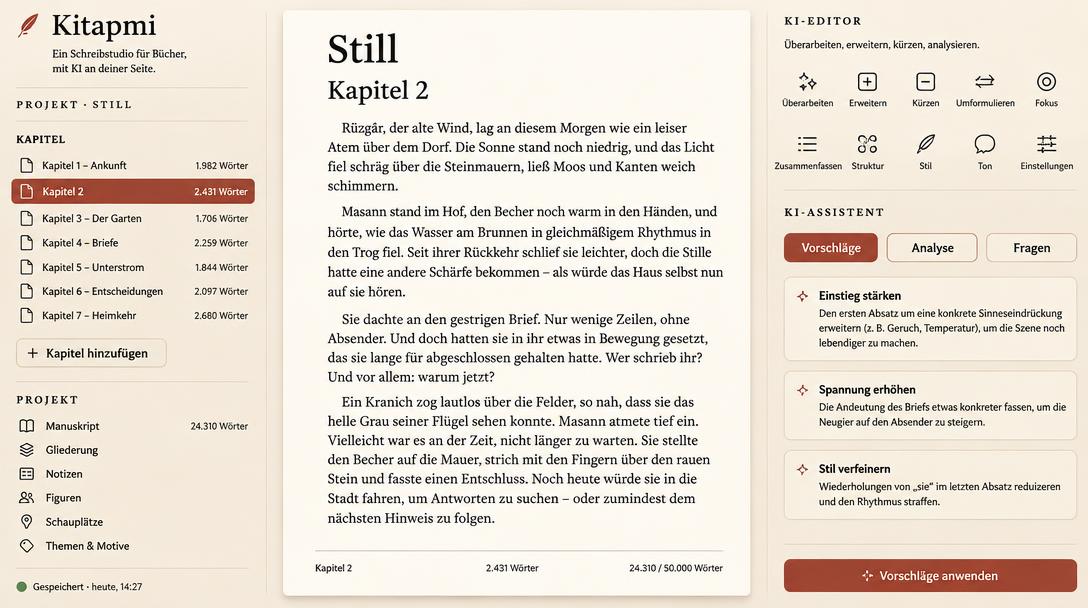 Kitapmi
Ein Schreibstudio für Bücher,
mit KI an deiner Seite.
PROJEKT · STILL
KAPITEL
Kapitel 1 – Ankunft 1.982 Wörter
Kapitel 2 2.431 Wörter
Kapitel 3 – Der Garten 1.706 Wörter
Kapitel 4 – Briefe 2.259 Wörter
Kapitel 5 – Unterstrom 1.844 Wörter
Kapitel 6 – Entscheidungen 2.097 Wörter
Kapitel 7 – Heimkehr 2.680 Wörter
+ Kapitel hinzufügen
PROJEKT
Manuskript 24.310 Wörter
Gliederung
Notizen
Figuren
Schauplätze
Themen & Motive
Gespeichert · heute, 14:27
Still
Kapitel 2
Rüzgâr, der alte Wind, lag an diesem Morgen wie ein leiser
Atem über dem Dorf. Die Sonne stand noch niedrig, und das Licht
fiel schräg über die Steinmauern, ließ Moos und Kanten weich
schimmern.
Masann stand im Hof, den Becher noch warm in den Händen, und
hörte, wie das Wasser am Brunnen in gleichmäßigem Rhythmus in
den Trog fiel. Seit ihrer Rückkehr schlief sie leichter, doch die Stille
hatte eine andere Schärfe bekommen – als würde das Haus selbst nun
auf sie hören.
Sie dachte an den gestrigen Brief. Nur wenige Zeilen, ohne
Absender. Und doch hatten sie in ihr etwas in Bewegung gesetzt,
das sie lange für abgeschlossen gehalten hatte. Wer schrieb ihr?
Und vor allem: warum jetzt?
Ein Kranich zog lautlos über die Felder, so nah, dass sie das
helle Grau seiner Flügel sehen konnte. Masann atmete tief ein.
Vielleicht war es an der Zeit, nicht länger zu warten. Sie stellte
den Becher auf die Mauer, strich mit den Fingern über den rauen
Stein und fasste einen Entschluss. Noch heute würde sie in die
Stadt fahren, um Antworten zu suchen – oder zumindest dem
nächsten Hinweis zu folgen.
Kapitel 2 2.431 Wörter 24.310 / 50.000 Wörter
KI-EDITOR
Überarbeiten, erweitern, kürzen, analysieren.
Überarbeiten Erweitern Kürzen Umformulieren Fokus
Zusammenfassen Struktur Stil Ton Einstellungen
KI-ASSISTENT
Vorschläge Analyse Fragen
Einstieg stärken
Den ersten Absatz um eine konkrete Sinneseindrückung
erweitern (z. B. Geruch, Temperatur), um die Szene noch
lebendiger zu machen.
Spannung erhöhen
Die Andeutung des Briefs etwas konkreter fassen, um die
Neugier auf den Absender zu steigern.
Stil verfeinern
Wiederholungen von „sie“ im letzten Absatz reduzieren
und den Rhythmus straffen.
Vorschläge anwenden